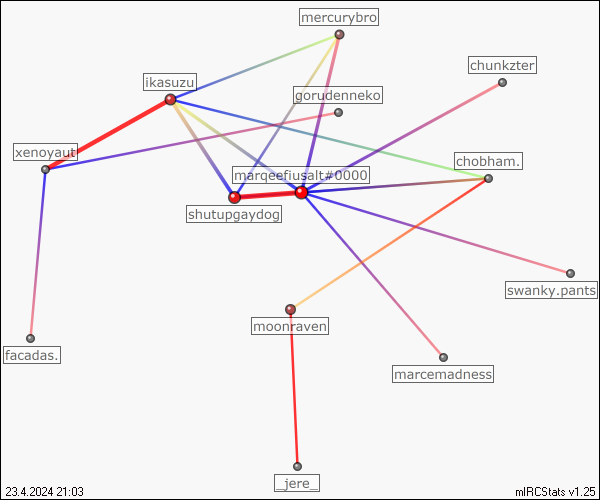 mercurybro
chunkzter
ikasuzu
gorudenneko
xenoyaut
chobham.
marqeefiusalt#0000
shutupgaydog
swanky.pants
moonraven
facadas.
marcemadness
_jere_
23.4.2024 21:03
mIRCStats v1.25